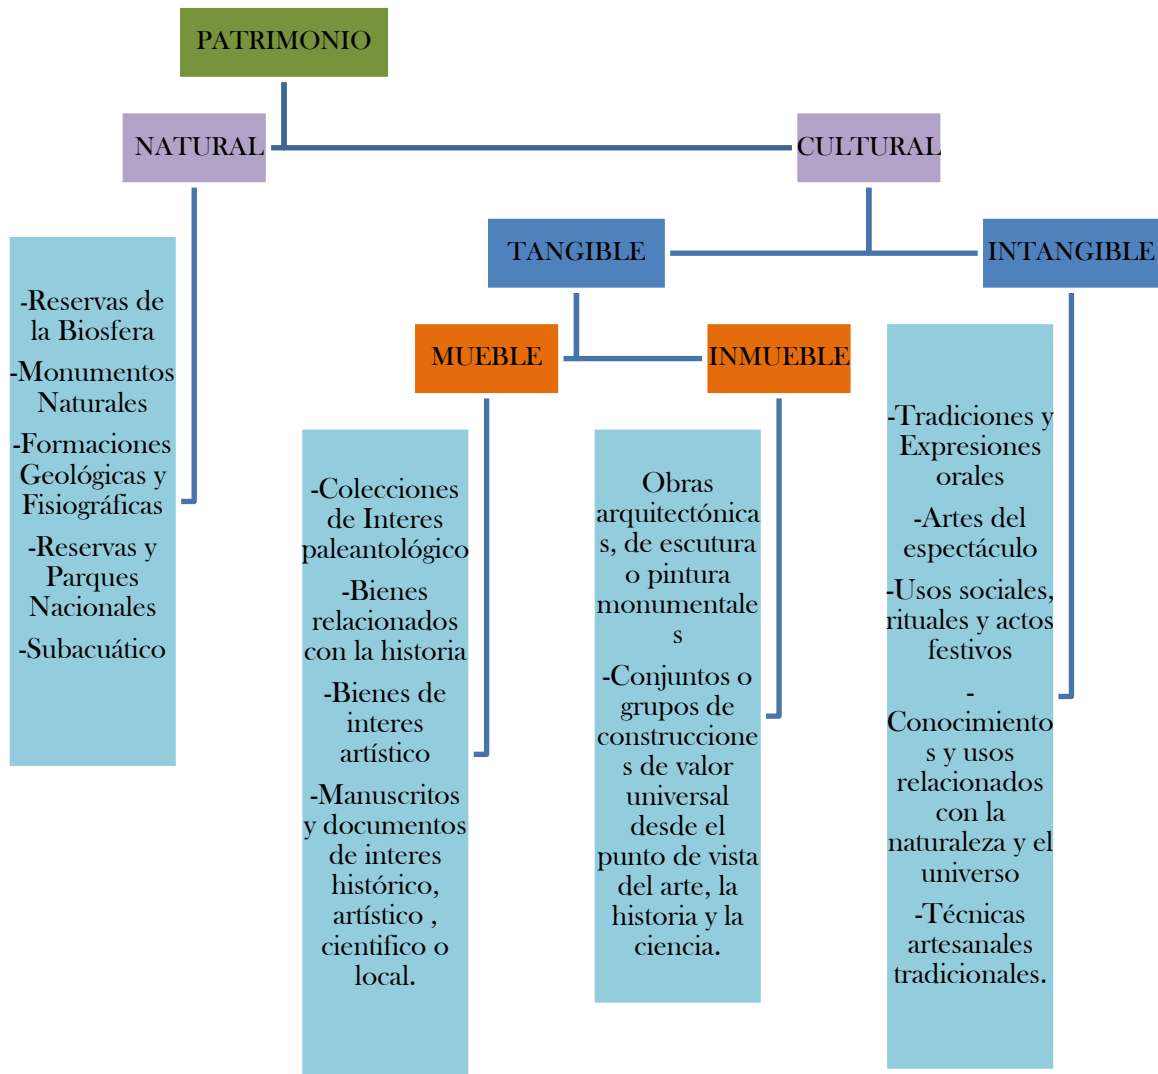 PATRIMONIO
NATURAL
CULTURAL
TANGIBLE
INTANGIBLE
MUEBLE
INMUEBLE
-Reservas de
la Biosfera
-Monumentos
Naturales
-Formaciones
Geológicas y
Fisiográficas
-Reservas y
Parques
Nacionales
-Subacuático
-Colecciones
de Interes
paleantológico
-Bienes
relacionados
con la historia
-Bienes de
interes
artístico
-Manuscritos
y documentos
de interes
histórico,
artístico ,
cientifico o
local.
Obras
arquitectónica
s, de escutura
o pintura
monumentale
s
-Conjuntos o
grupos de
construccione
s de valor
universal
desde el
punto de vista
del arte, la
historia y la
ciencia.
-Tradiciones y
Expresiones
orales
-Artes del
espectáculo
-Usos sociales,
rituales y actos
festivos
-
Conocimiento
s y usos
relacionados
con la
naturaleza y el
universo
-Técnicas
artesanales
tradicionales.